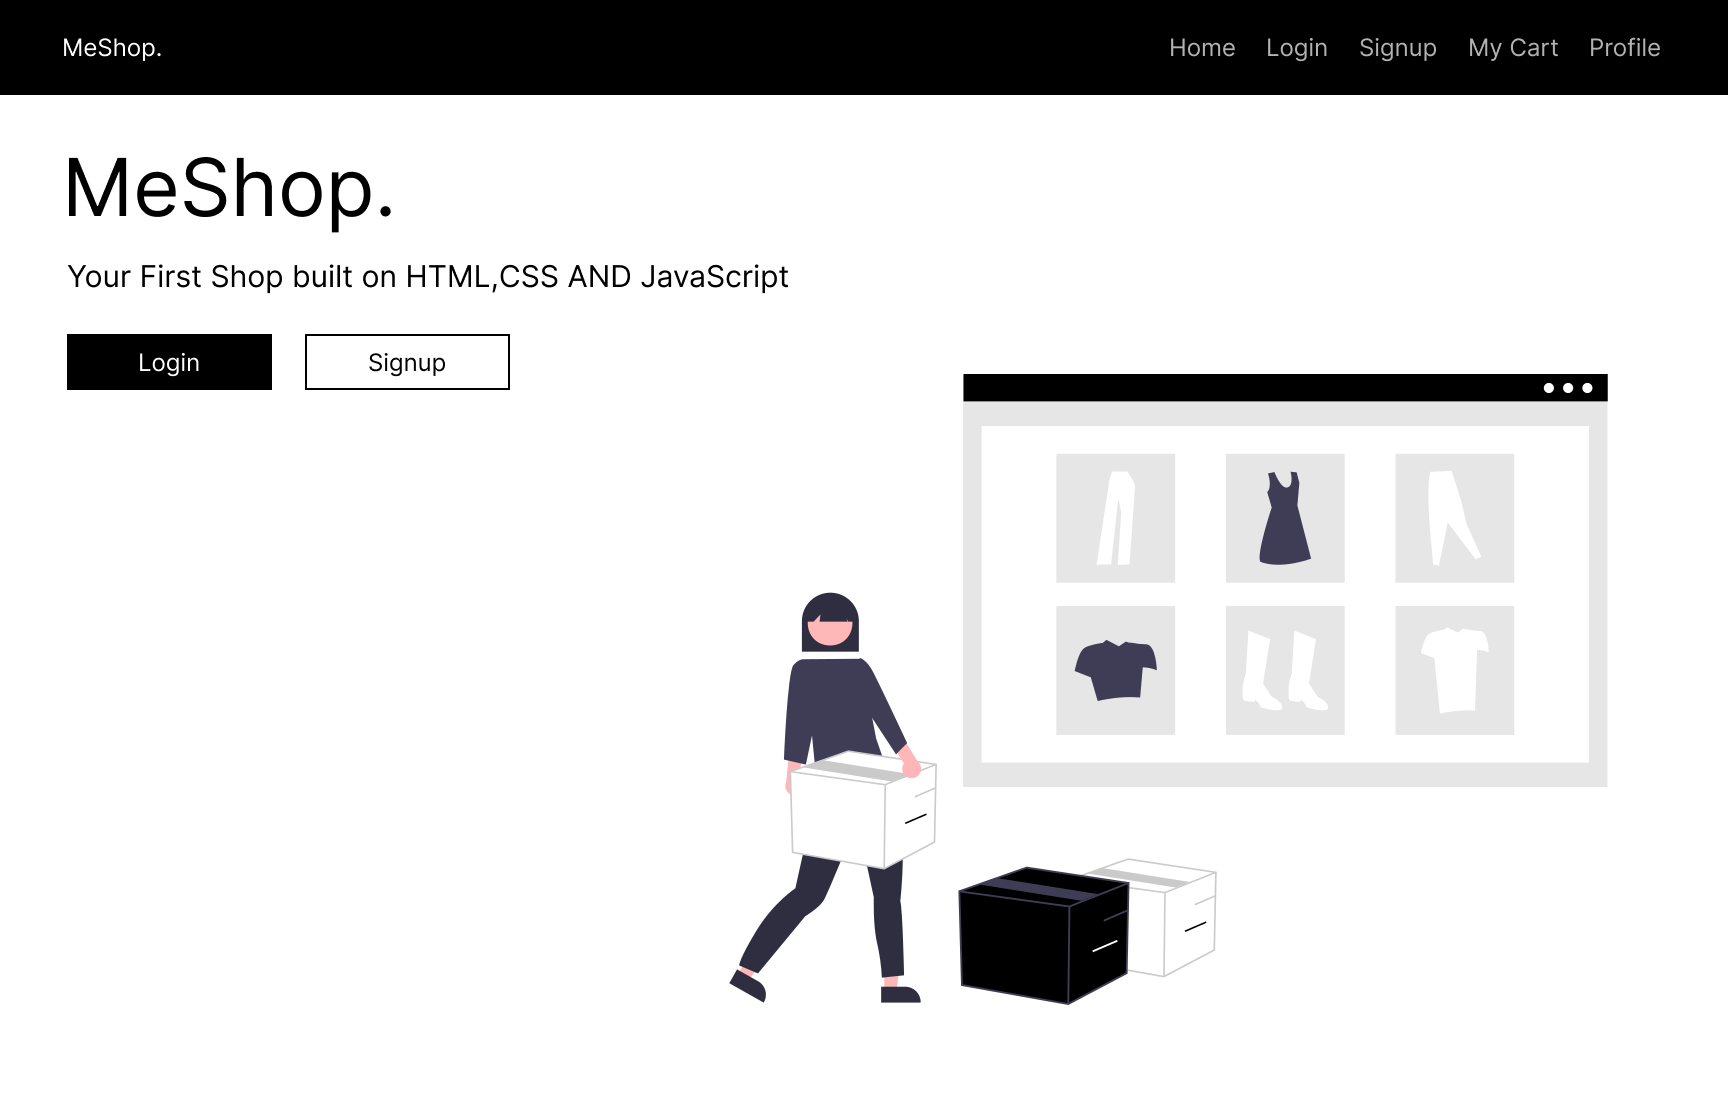 MeShop.
Home Login Signup My Cart Profile
MeShop.
Your First Shop built on HTML,CSS AND JavaScript
Login
Signup